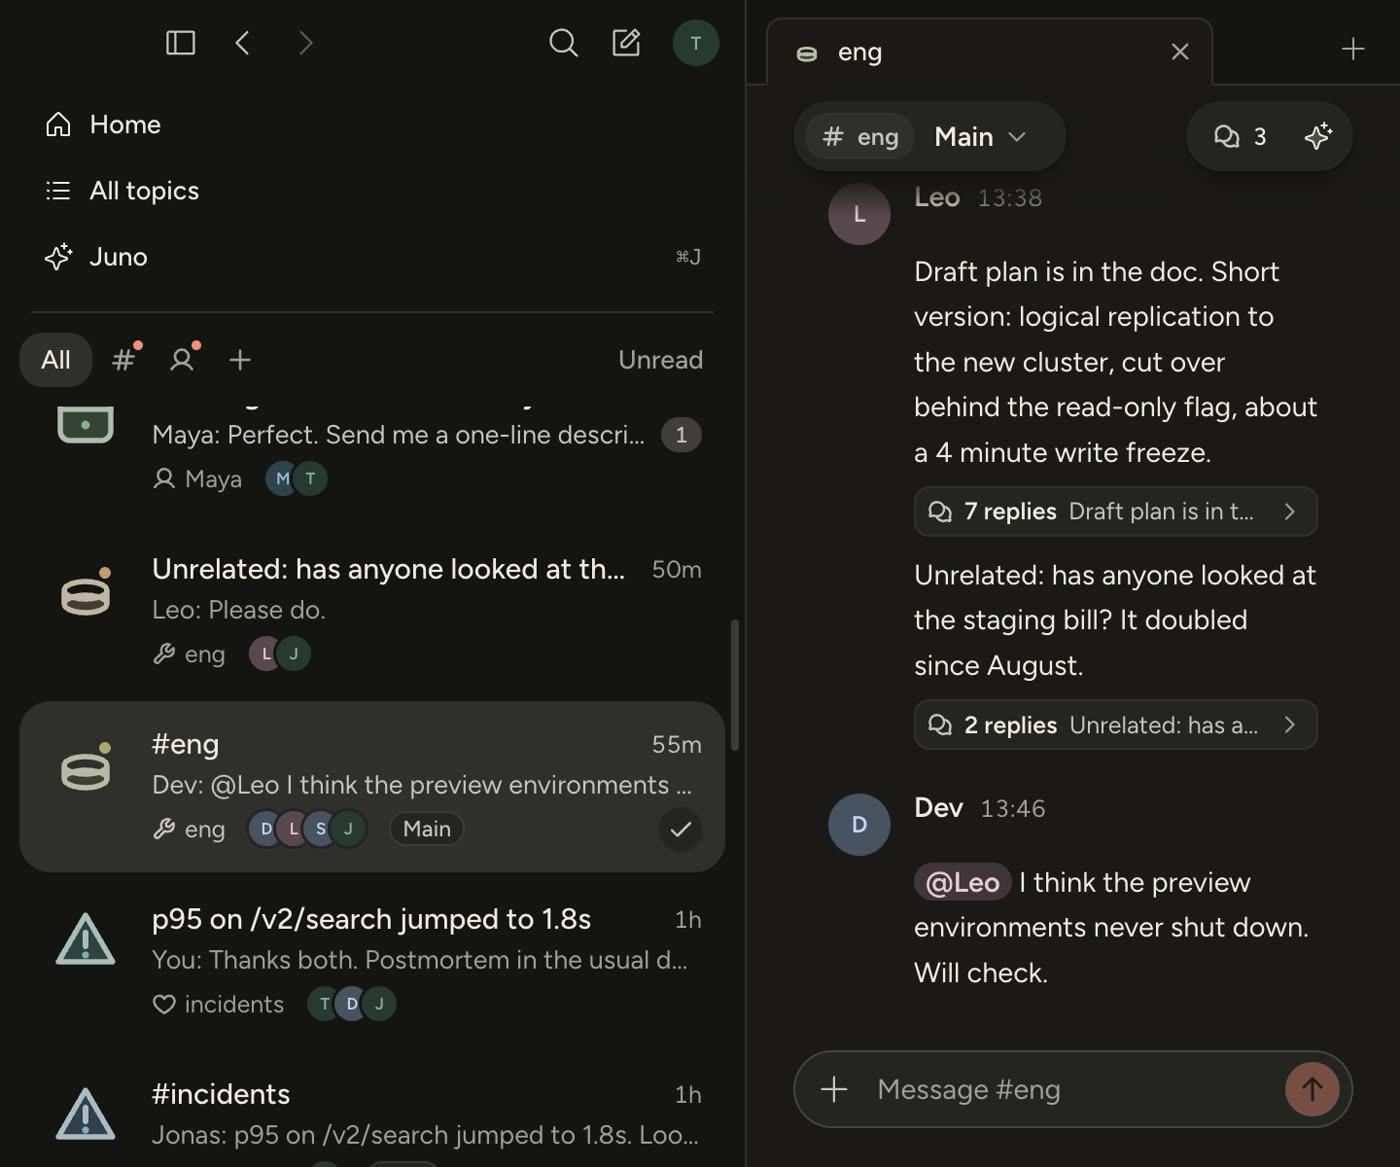 T
Home
All topics
Juno
⌘J
All
Unread
Maya: Perfect. Send me a one-line descri...
1
Maya
M
T
Unrelated: has anyone looked at th...
50m
Leo: Please do.
eng
L
J
#eng
55m
Dev: @Leo I think the preview environments ...
eng
D
L
S
J
Main
p95 on /v2/search jumped to 1.8s
1h
You: Thanks both. Postmortem in the usual d...
incidents
T
D
J
#incidents
1h
Jonas: p95 on /v2/search jumped to 1.8s. Loo...
eng
# eng
Main
3
L
Leo
13:38
Draft plan is in the doc. Short
version: logical replication to
the new cluster, cut over
behind the read-only flag, about
a 4 minute write freeze.
7 replies
Draft plan is in t...
Unrelated: has anyone looked at
the staging bill? It doubled
since August.
2 replies
Unrelated: has a...
D
Dev
13:46
@Leo I think the preview
environments never shut down.
Will check.
Message #eng